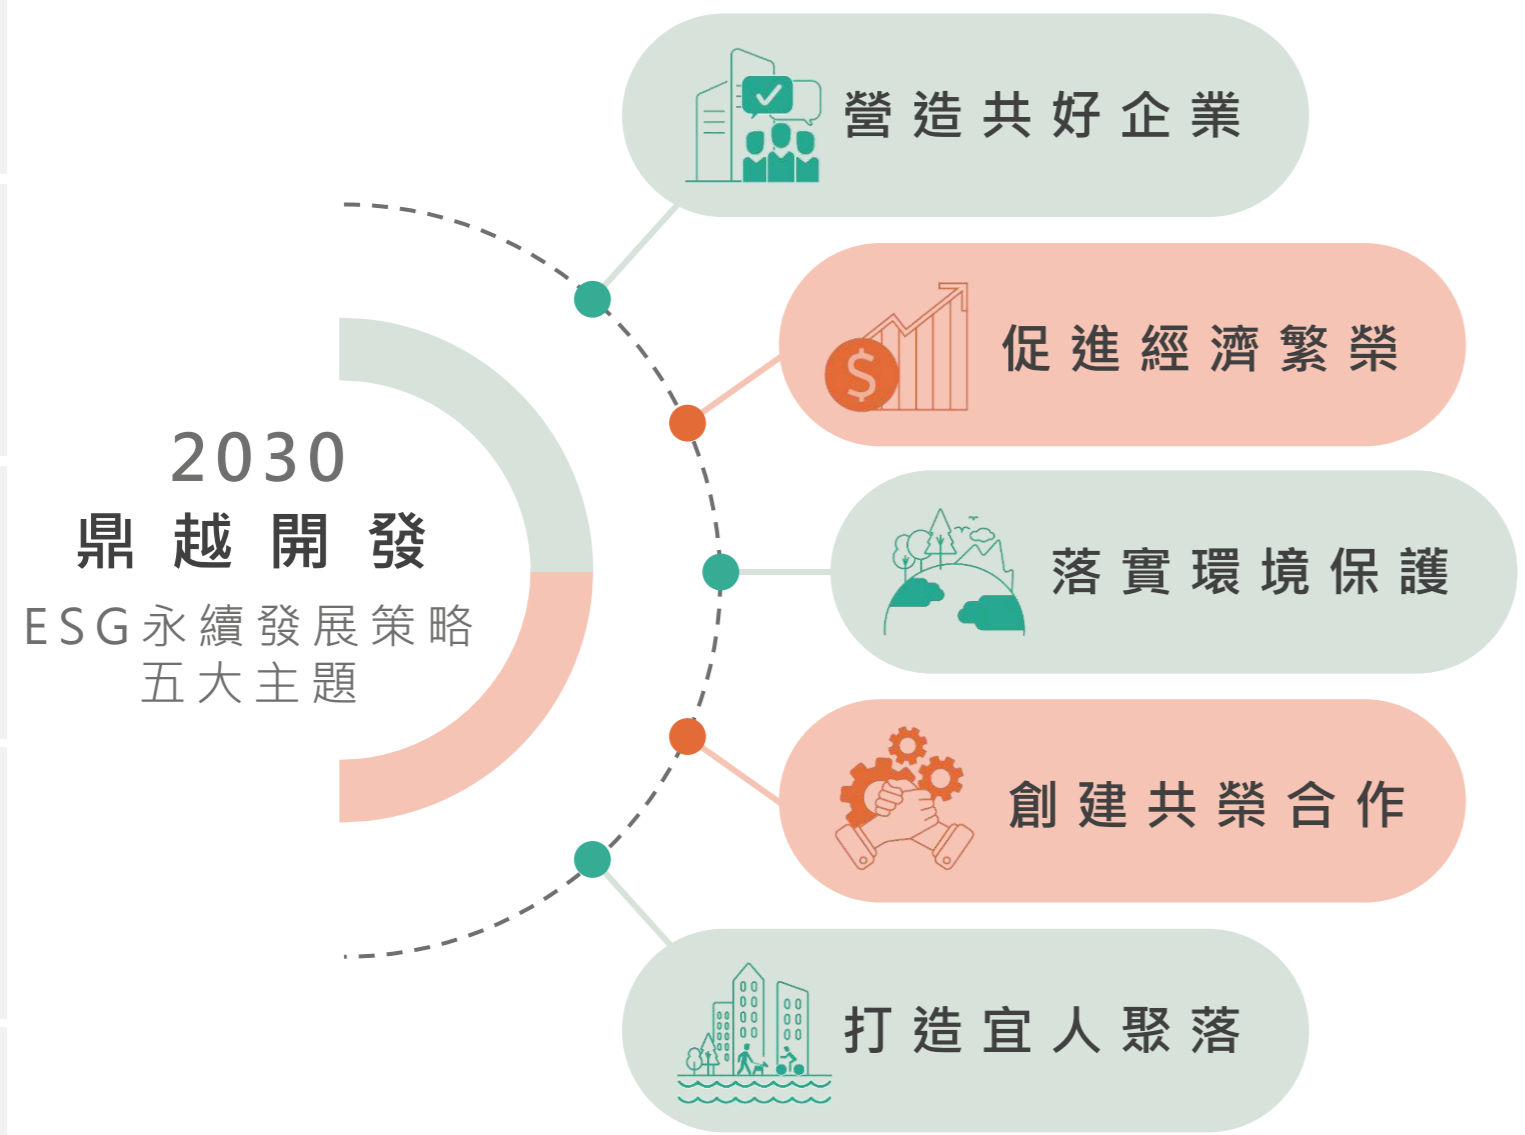 2030
鼎越開發
ESG永續發展策略
五大主題
營造共好企業
促進經濟繁榮
落實環境保護
創建共榮合作
打造宜人聚落